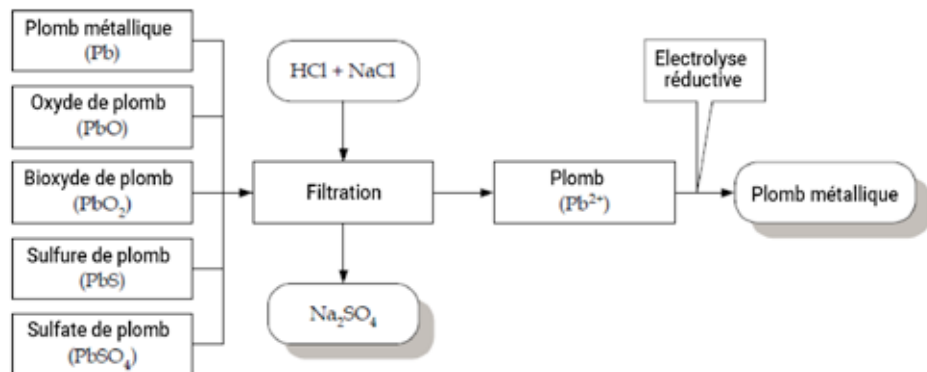 Plomb métallique
(Pb)
Oxyde de plomb
(PbO)
Bioxyde de plomb
(PbO₂)
Sulfure de plomb
(PbS)
Sulfate de plomb
(PbSO₄)
HCl + NaCl
Filtration
Na₂SO₄
Plomb
(Pb²⁺)
Electrolyse
réductive
Plomb métallique